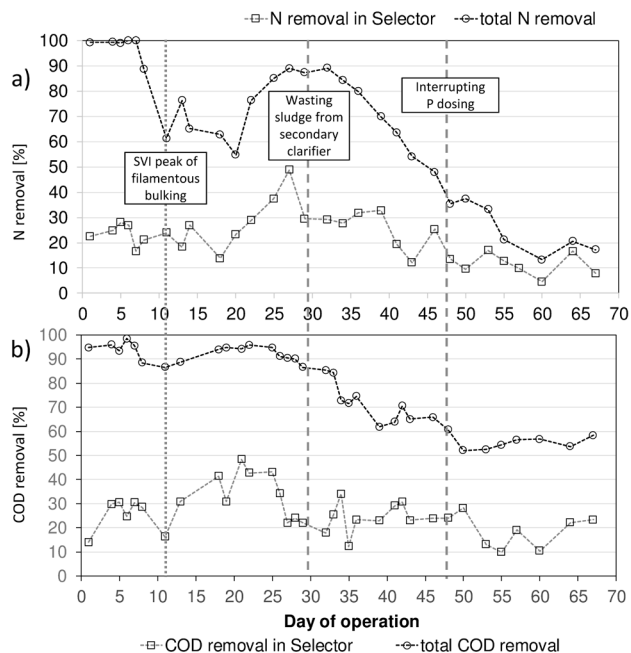 N removal in Selector total N removal
a)
N removal [%]
100
90
80
70
60
50
40
30
20
10
0
SVI peak of
filamentous
bulking
Wasting
sludge from
secondary
clarifier
Interrupting
P dosing
0 5 10 15 20 25 30 35 40 45 50 55 60 65 70
b)
COD removal [%]
100
90
80
70
60
50
40
30
20
10
0
0 5 10 15 20 25 30 35 40 45 50 55 60 65 70
Day of operation
COD removal in Selector total COD removal